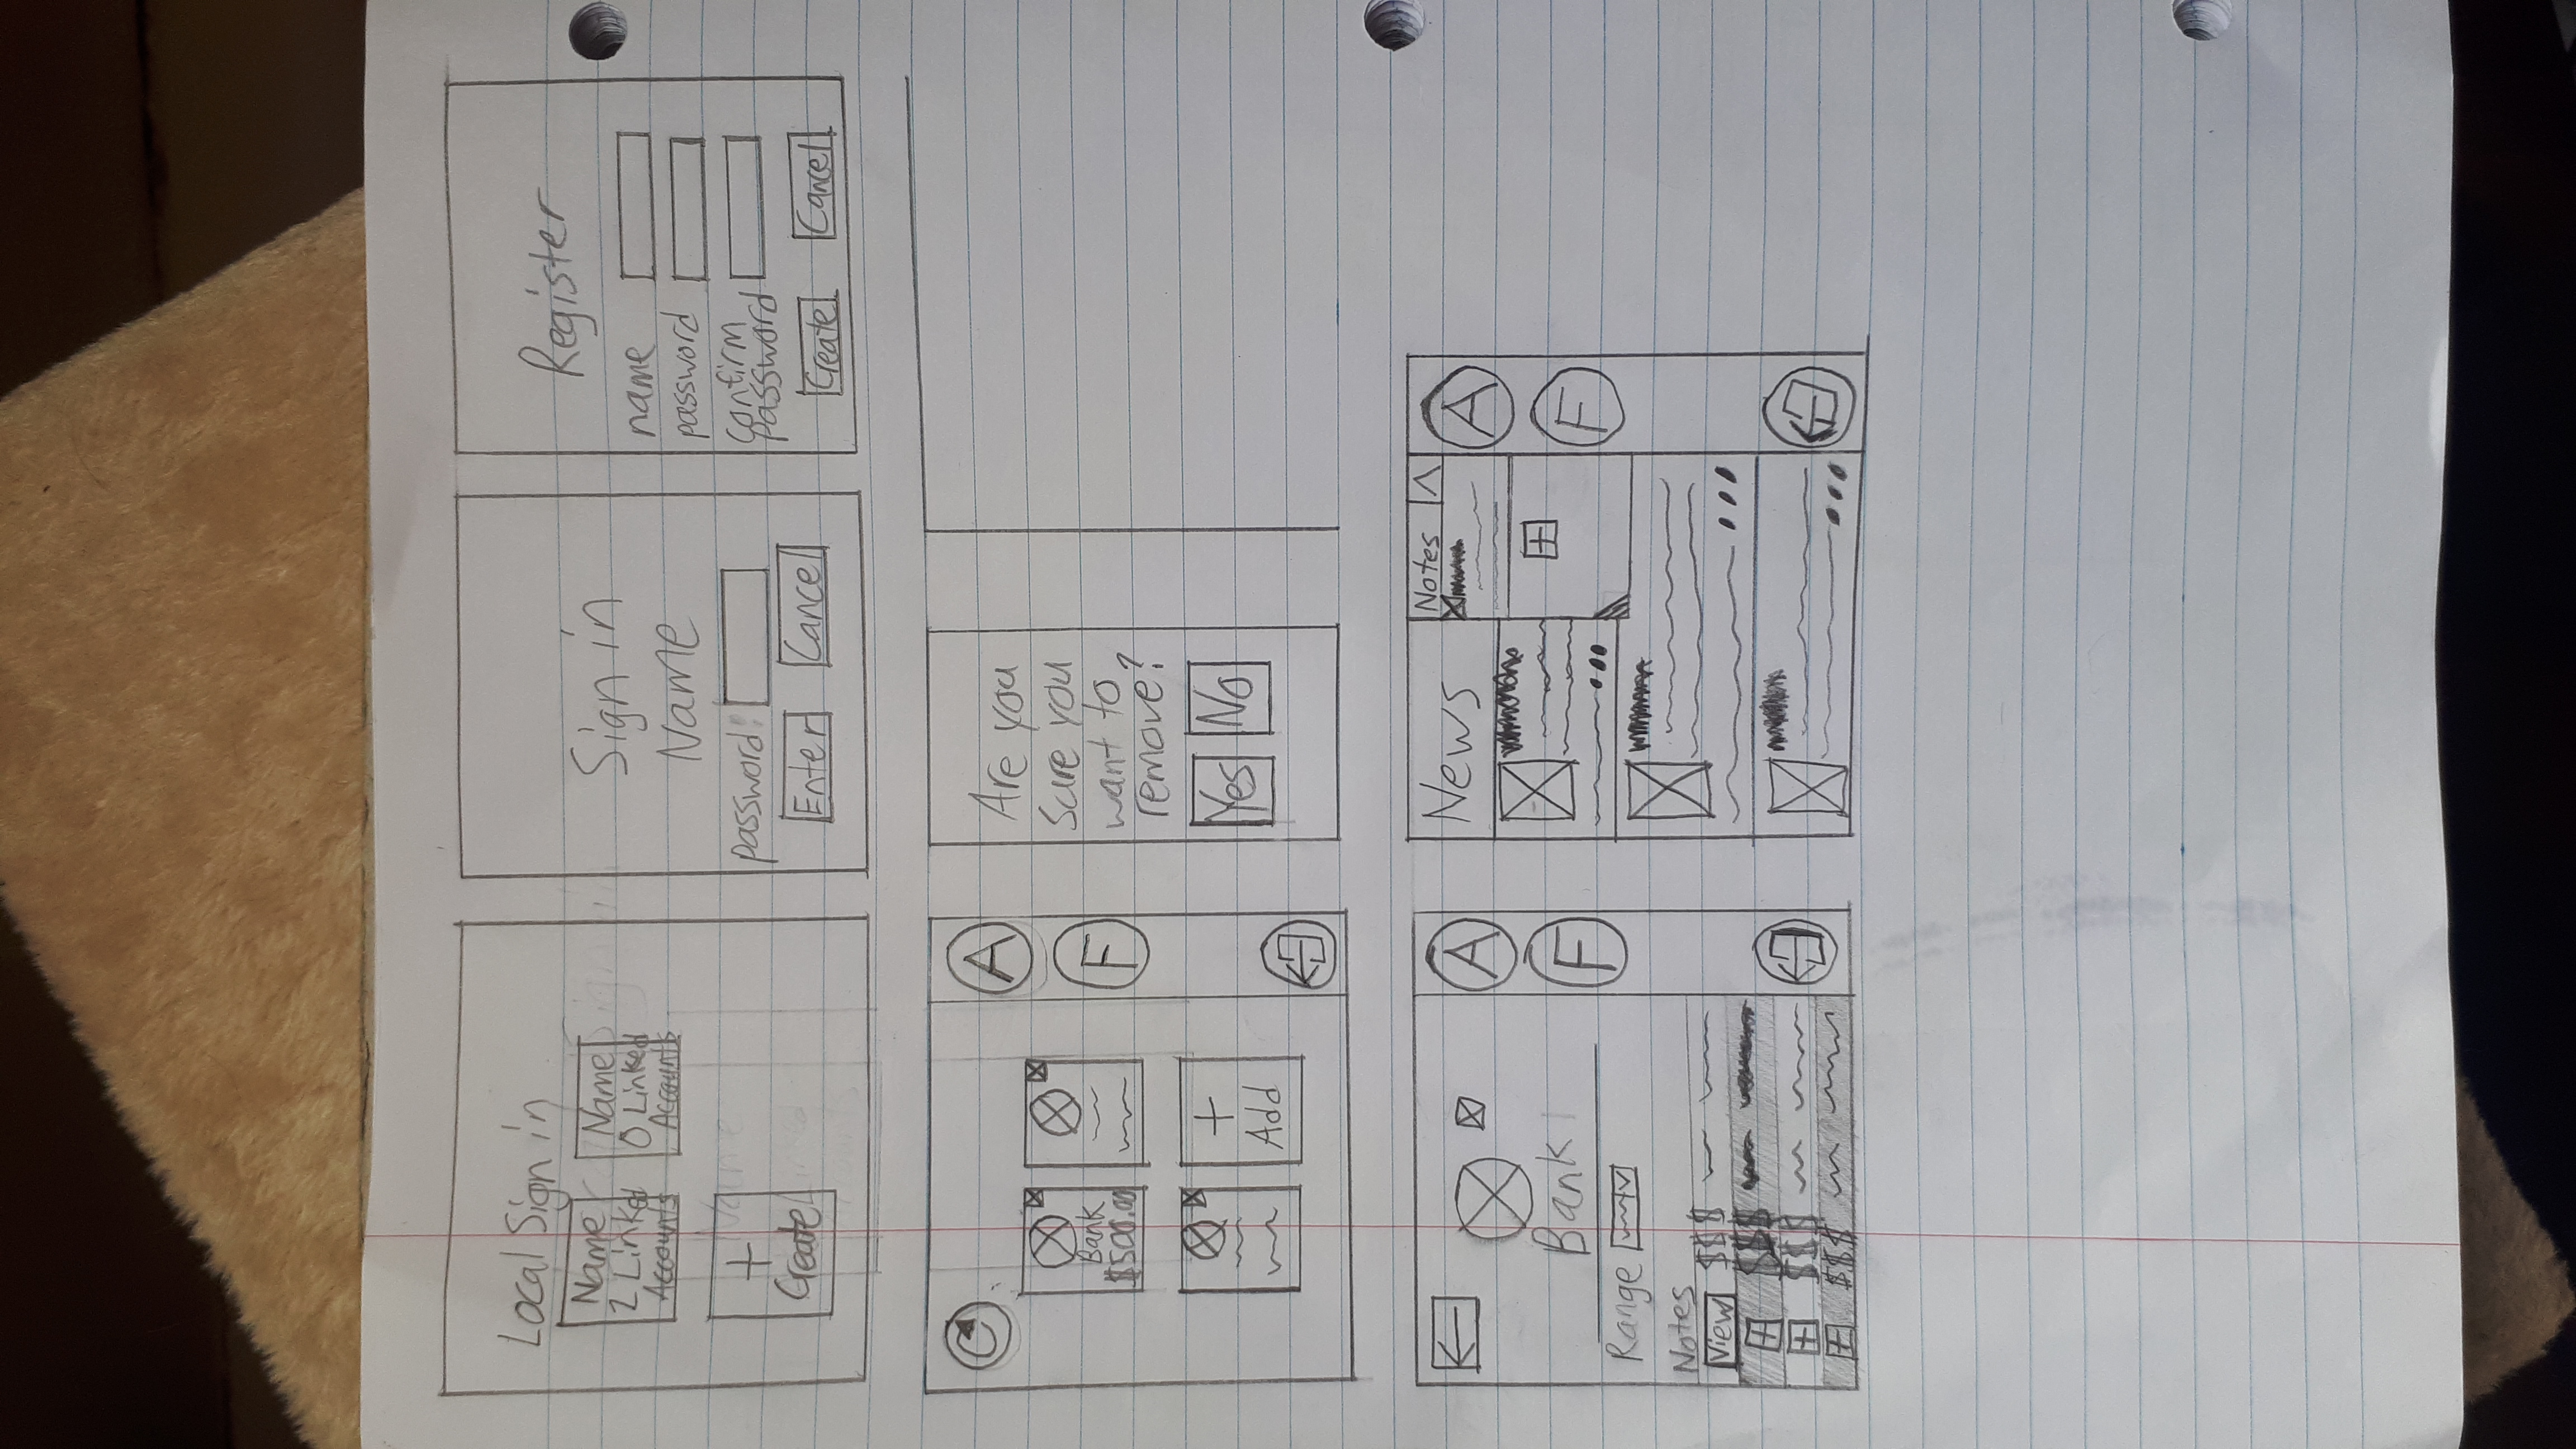 Local Sign in
Name
2 Linked
Accounts
Name
0 Linked
Accounts
+
Create
Sign in
Name
password:
Enter Cancel
Register
name
password
confirm
password
Create Cancel
C
Bank
$500.00
+
Add
A
F
Are you
sure you
want to
remove?
Yes No
Bank
Range
Notes
View $$$
+ $$$
+ $$$
+ $$$
A
F
News
Notes
+
A
F